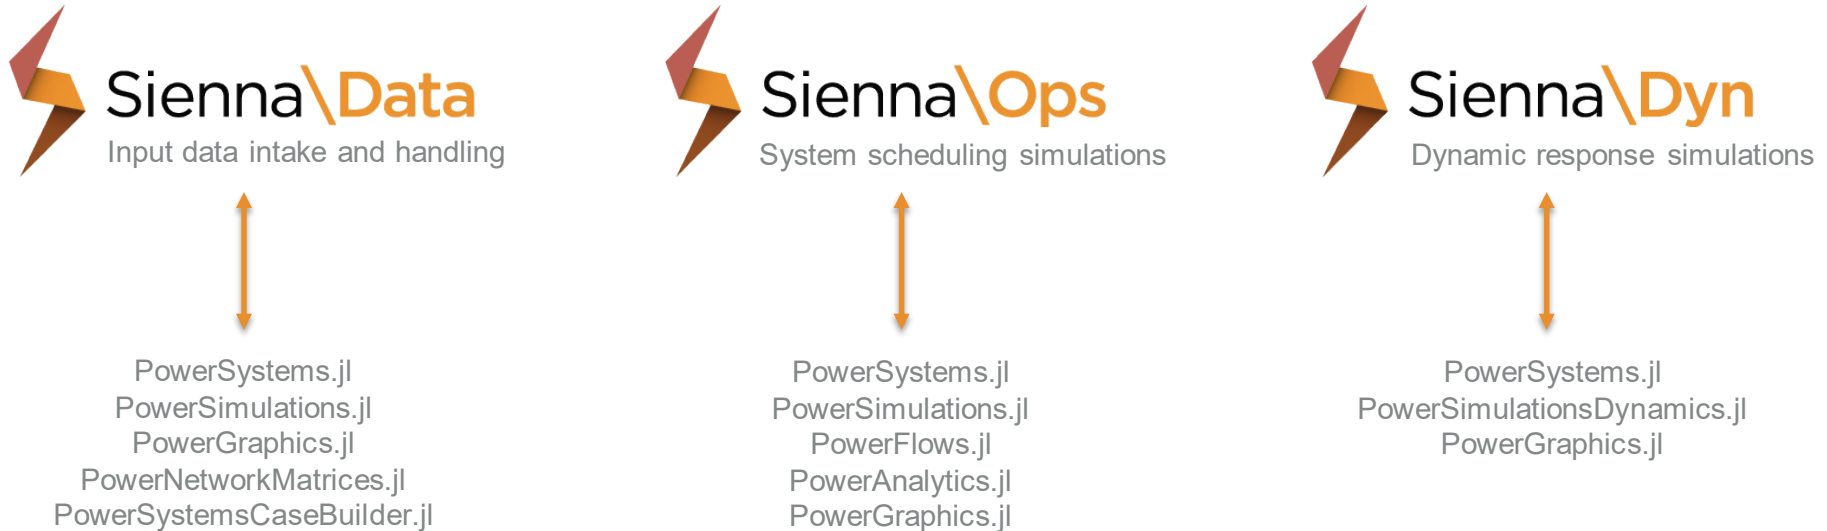 Sienna\Data
Input data intake and handling
PowerSystems.jl
PowerSimulations.jl
PowerGraphics.jl
PowerNetworkMatrices.jl
PowerSystemsCaseBuilder.jl
Sienna\Ops
System scheduling simulations
PowerSystems.jl
PowerSimulations.jl
PowerFlows.jl
PowerAnalytics.jl
PowerGraphics.jl
Sienna\Dyn
Dynamic response simulations
PowerSystems.jl
PowerSimulationsDynamics.jl
PowerGraphics.jl